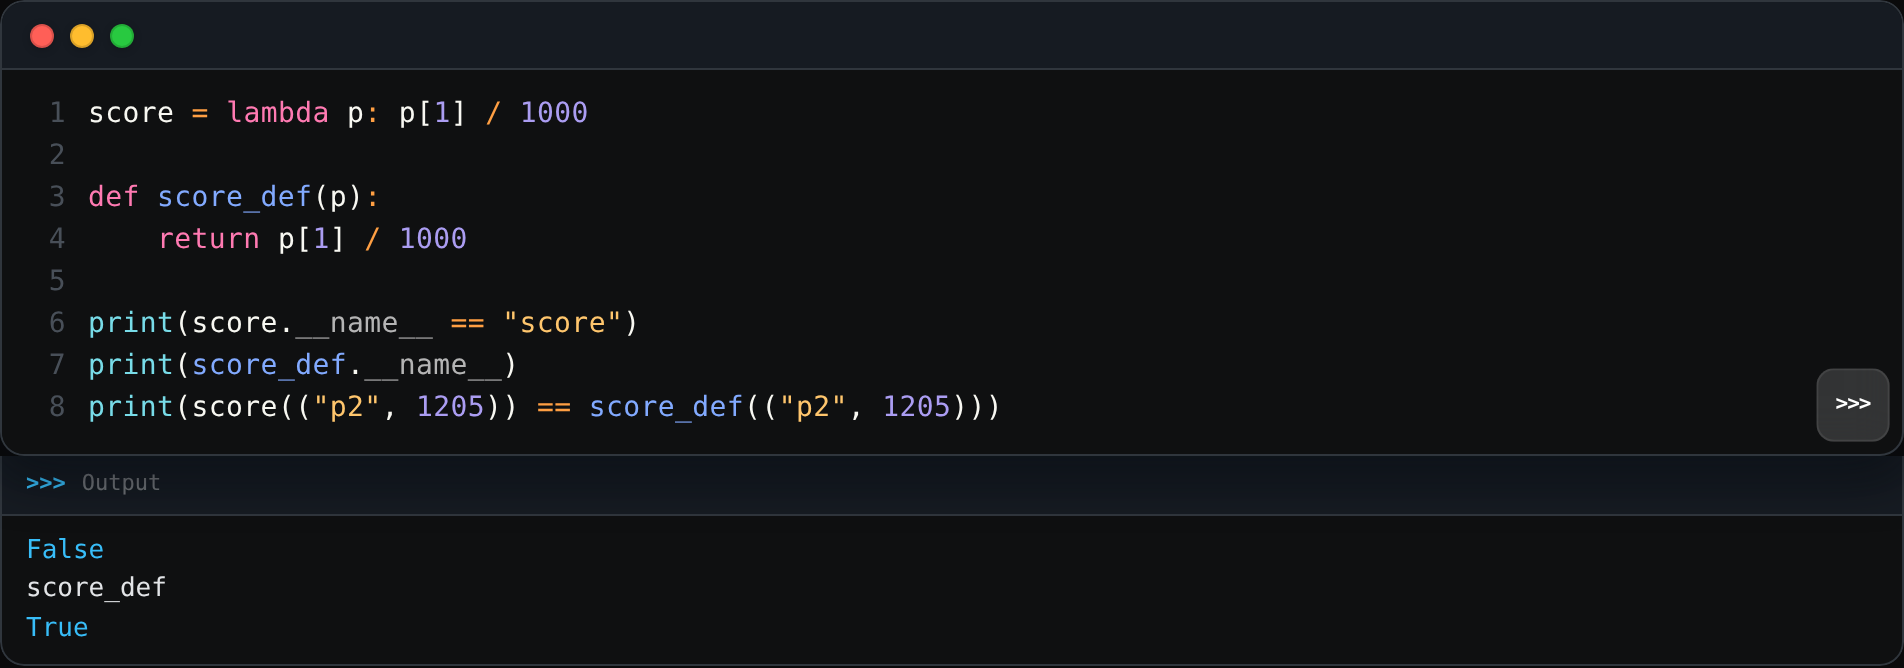 1 score = lambda p: p[1] / 1000
2
3 def score_def(p):
4     return p[1] / 1000
5
6 print(score.__name__ == "score")
7 print(score_def.__name__)
8 print(score(("p2", 1205)) == score_def(("p2", 1205)))
>>>
>>> Output
False
score_def
True